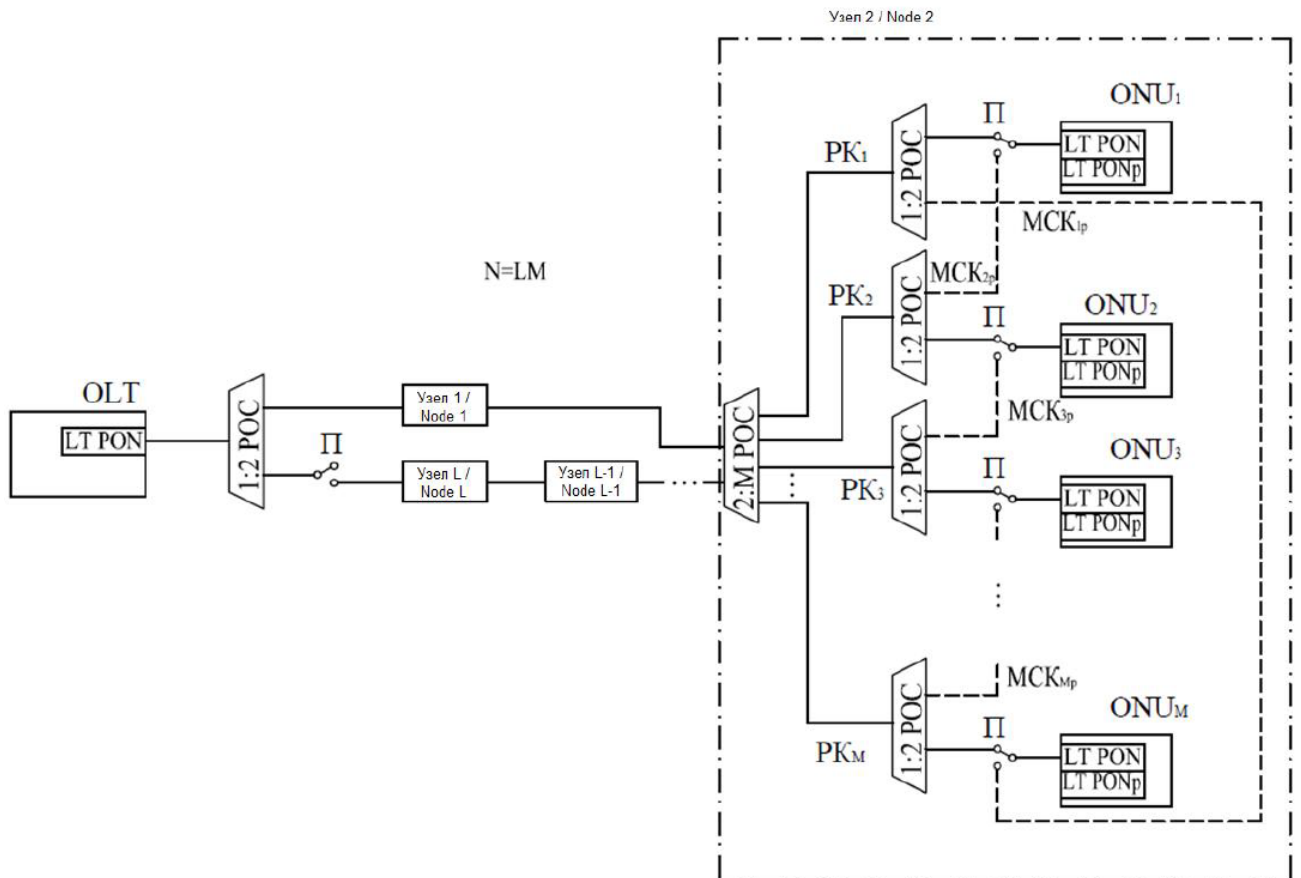 Узел 2 / Node 2
ONU₁
П
LT PON
LT PONp
РК₁
1:2 РОС
МСК₁р
N=LM
МСК₂р
РК₂
1:2 РОС
П
ONU₂
LT PON
LT PONp
OLT
LT PON
1:2 РОС
Узел 1 /
Node 1
П
Узел L /
Node L
Узел L-1 /
Node L-1
2:М РОС
МСК₃р
РК₃
1:2 РОС
П
ONU₃
LT PON
LT PONp
МСКМр
РКМ
1:2 РОС
П
ONUМ
LT PON
LT PONp